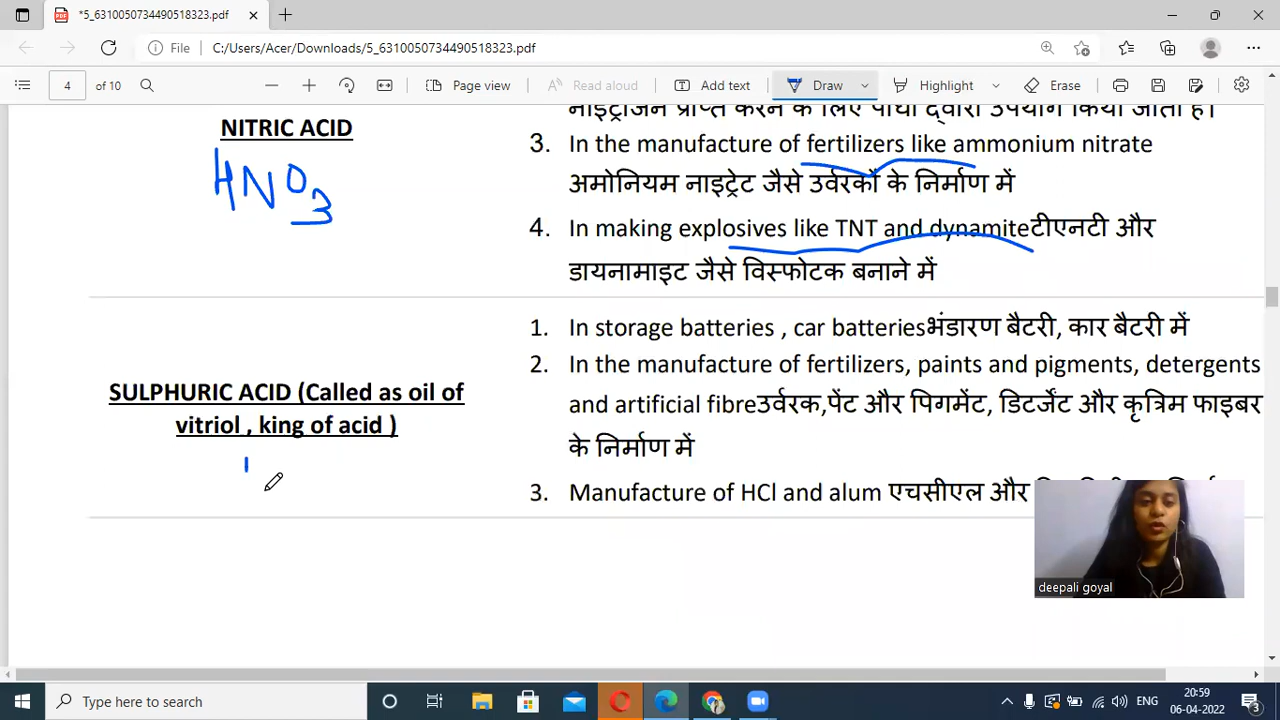 *5_6310050734490518323.pdf
File
C:/Users/Acer/Downloads/5_6310050734490518323.pdf
4 of 10
Page view
Read aloud
Add text
Draw
Highlight
Erase
नाइट्रोजन प्राप्त करने के लिए पौधों द्वारा उपयोग किया जाता है।
NITRIC ACID
HNO3
3. In the manufacture of fertilizers like ammonium nitrate
अमोनियम नाइट्रेट जैसे उर्वरकों के निर्माण में
4. In making explosives like TNT and dynamiteटीएनटी और
डायनामाइट जैसे विस्फोटक बनाने में
SULPHURIC ACID (Called as oil of
vitriol , king of acid )
1. In storage batteries , car batteriesभंडारण बैटरी, कार बैटरी में
2. In the manufacture of fertilizers, paints and pigments, detergents
and artificial fibreउर्वरक,पेंट और पिगमेंट, डिटर्जेंट और कृत्रिम फाइबर
के निर्माण में
3. Manufacture of HCl and alum एचसीएल और
deepali goyal
Type here to search
ENG
20:59
06-04-2022
3